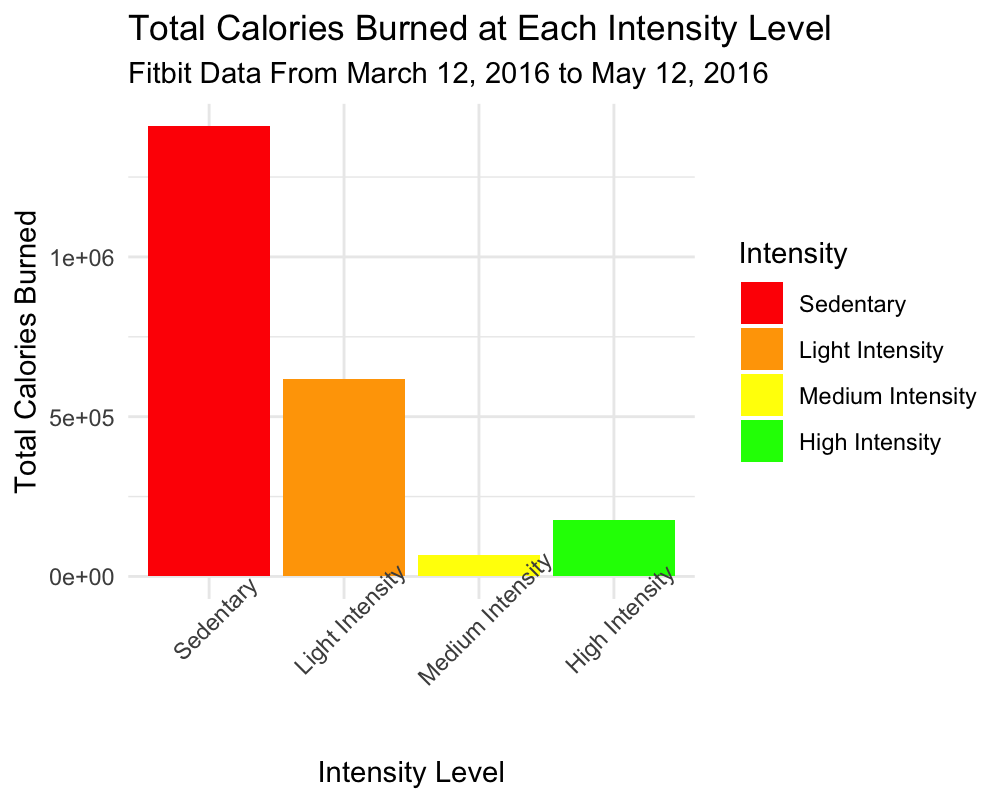 Total Calories Burned at Each Intensity Level
Fitbit Data From March 12, 2016 to May 12, 2016
Total Calories Burned
1e+06
5e+05
0e+00
Sedentary
Light Intensity
Medium Intensity
High Intensity
Intensity Level
Intensity
Sedentary
Light Intensity
Medium Intensity
High Intensity